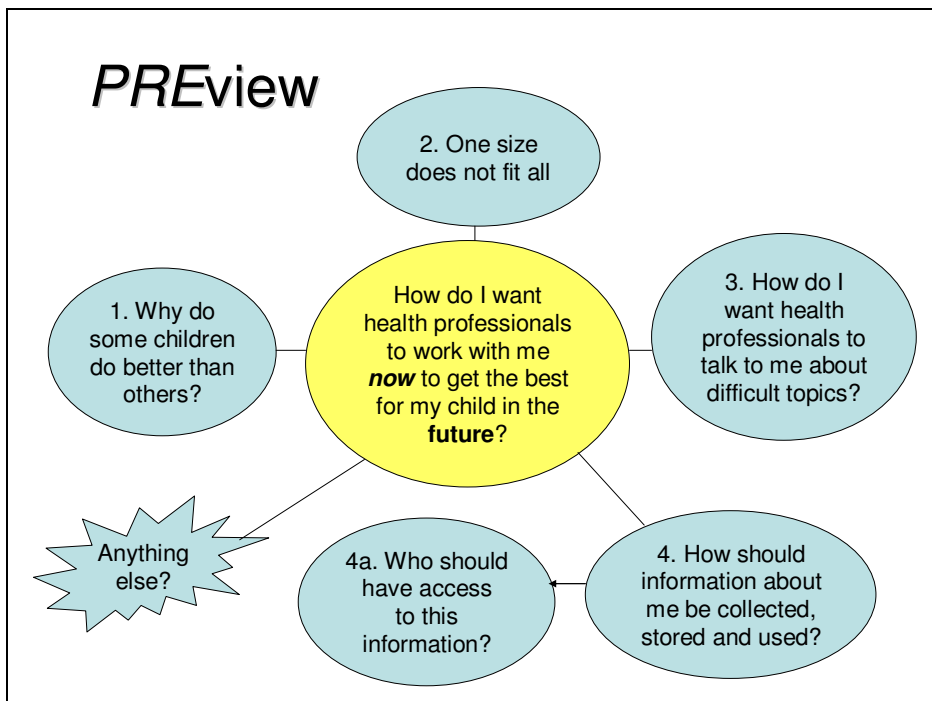 PREview
2. One size
does not fit all
1. Why do
some children
do better than
others?
How do I want
health professionals
to work with me
now to get the best
for my child in the
future?
3. How do I
want health
professionals to
talk to me about
difficult topics?
Anything
else?
4a. Who should
have access
to this
information?
4. How should
information about
me be collected,
stored and used?